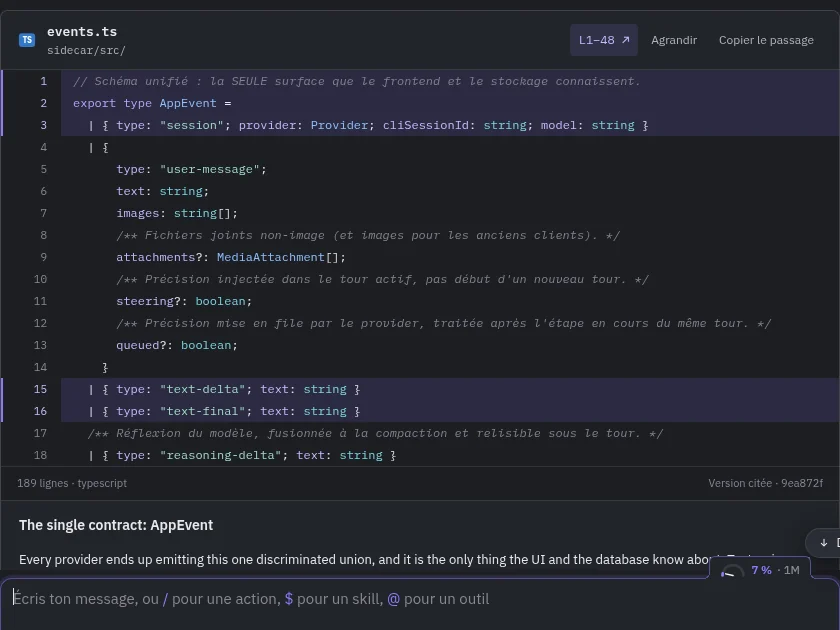 TS events.ts
sidecar/src/
L1–48 ↗ Agrandir Copier le passage
1 // Schéma unifié : la SEULE surface que le frontend et le stockage connaissent.
2 export type AppEvent =
3 | { type: "session"; provider: Provider; cliSessionId: string; model: string }
4 | {
5 type: "user-message";
6 text: string;
7 images: string[];
8 /** Fichiers joints non-image (et images pour les anciens clients). */
9 attachments?: MediaAttachment[];
10 /** Précision injectée dans le tour actif, pas début d'un nouveau tour. */
11 steering?: boolean;
12 /** Précision mise en file par le provider, traitée après l'étape en cours du même tour. */
13 queued?: boolean;
14 }
15 | { type: "text-delta"; text: string }
16 | { type: "text-final"; text: string }
17 /** Réflexion du modèle, fusionnée à la compaction et relisible sous le tour. */
18 | { type: "reasoning-delta"; text: string }
189 lignes · typescript Version citée · 9ea872f
The single contract: AppEvent
↓
Every provider ends up emitting this one discriminated union, and it is the only thing the UI and the database know
7 % · 1M
Écris ton message, ou / pour une action, $ pour un skill, @ pour un outil